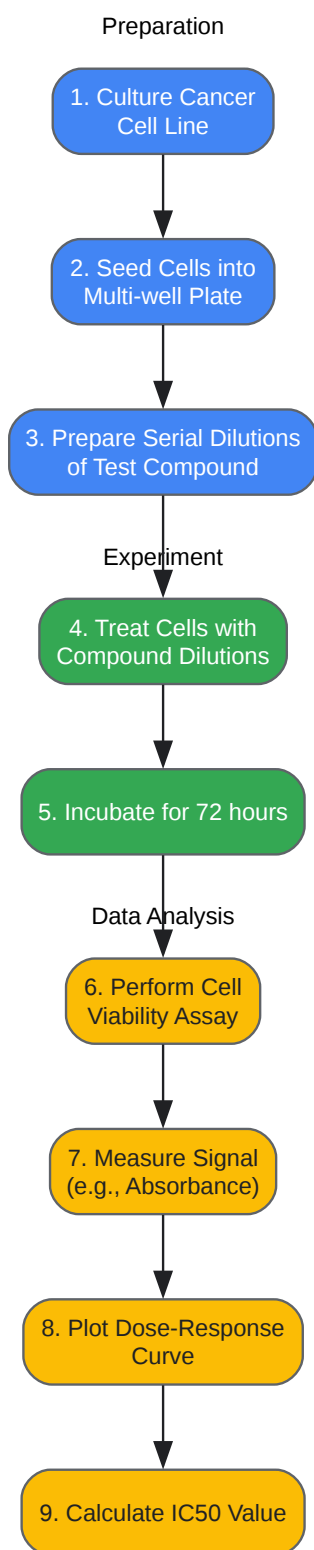 Preparation
1. Culture Cancer
Cell Line
2. Seed Cells into
Multi-well Plate
3. Prepare Serial Dilutions
of Test Compound
Experiment
4. Treat Cells with
Compound Dilutions
5. Incubate for 72 hours
Data Analysis
6. Perform Cell
Viability Assay
7. Measure Signal
(e.g., Absorbance)
8. Plot Dose-Response
Curve
9. Calculate IC50 Value